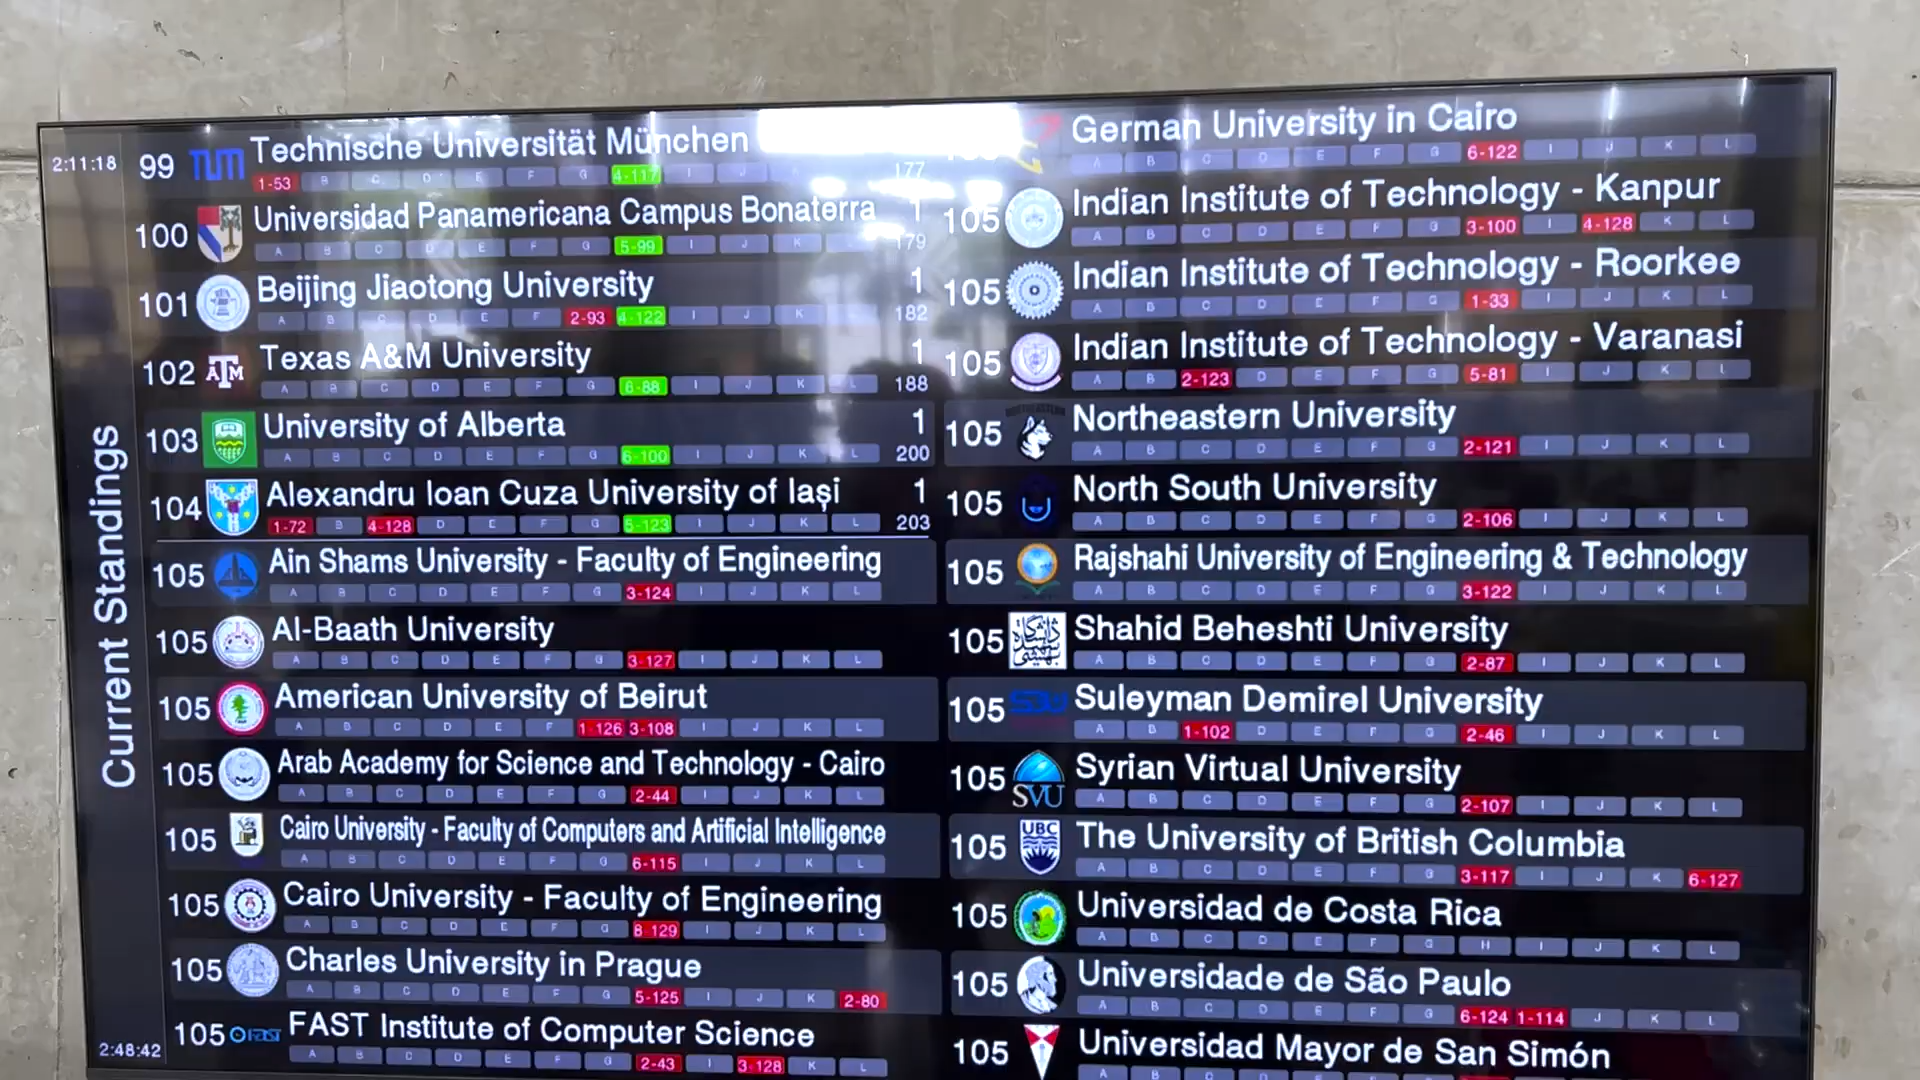 2:11:18
Current Standings
2:48:42
99 TUM Technische Universität München
1-53 B C D E F G 4-117 I J 177
100 Universidad Panamericana Campus Bonaterra 1
A B C D E F G 5-99 I J K 179
101 Beijing Jiaotong University 1
A B C D E F 2-93 4-122 I J K 182
102 ATM Texas A&M University 1
A B C D E F G 6-88 I J K L 188
103 University of Alberta 1
A B C D E F G 6-100 I J K L 200
104 Alexandru Ioan Cuza University of Iași 1
1-72 B 4-128 D E F G 5-123 I J K L 203
105 Ain Shams University - Faculty of Engineering
A B C D E F G 3-124 I J K L
105 Al-Baath University
A B C D E F G 3-127 I J K L
105 American University of Beirut
A B C D E F 1-126 3-108 I J K L
105 Arab Academy for Science and Technology - Cairo
A B C D E F G 2-44 I J K L
105 Cairo University - Faculty of Computers and Artificial Intelligence
A B C D E F G 6-115 I J K L
105 Cairo University - Faculty of Engineering
A B C D E F G 8-129 I J K L
105 Charles University in Prague
A B C D E F G 5-125 I J K 2-80
105 FAST FAST Institute of Computer Science
A B C D E F G 2-43 I 3-128 K L
German University in Cairo
A B C D E F G 6-122 I J K L
105 Indian Institute of Technology - Kanpur
A B C D E F G 3-100 I 4-128 K L
105 Indian Institute of Technology - Roorkee
A B C D E F G 1-33 I J K L
105 Indian Institute of Technology - Varanasi
A B 2-123 D E F G 5-81 I J K L
105 Northeastern University
A B C D E F G 2-121 I J K L
105 North South University
A B C D E F G 2-106 I J K L
105 Rajshahi University of Engineering & Technology
A B C D E F G 3-122 I J K L
105 Shahid Beheshti University
A B C D E F G 2-87 I J K L
105 SDU Suleyman Demirel University
A B 1-102 D E F G 2-46 I J K L
105 SVU Syrian Virtual University
A B C D E F G 2-107 I J K L
105 UBC The University of British Columbia
A B C D E F G 3-117 I J K 6-127
105 Universidad de Costa Rica
A B C D E F G H I J K L
105 Universidade de São Paulo
A B C D E F G 6-124 1-114 J K L
105 Universidad Mayor de San Simón